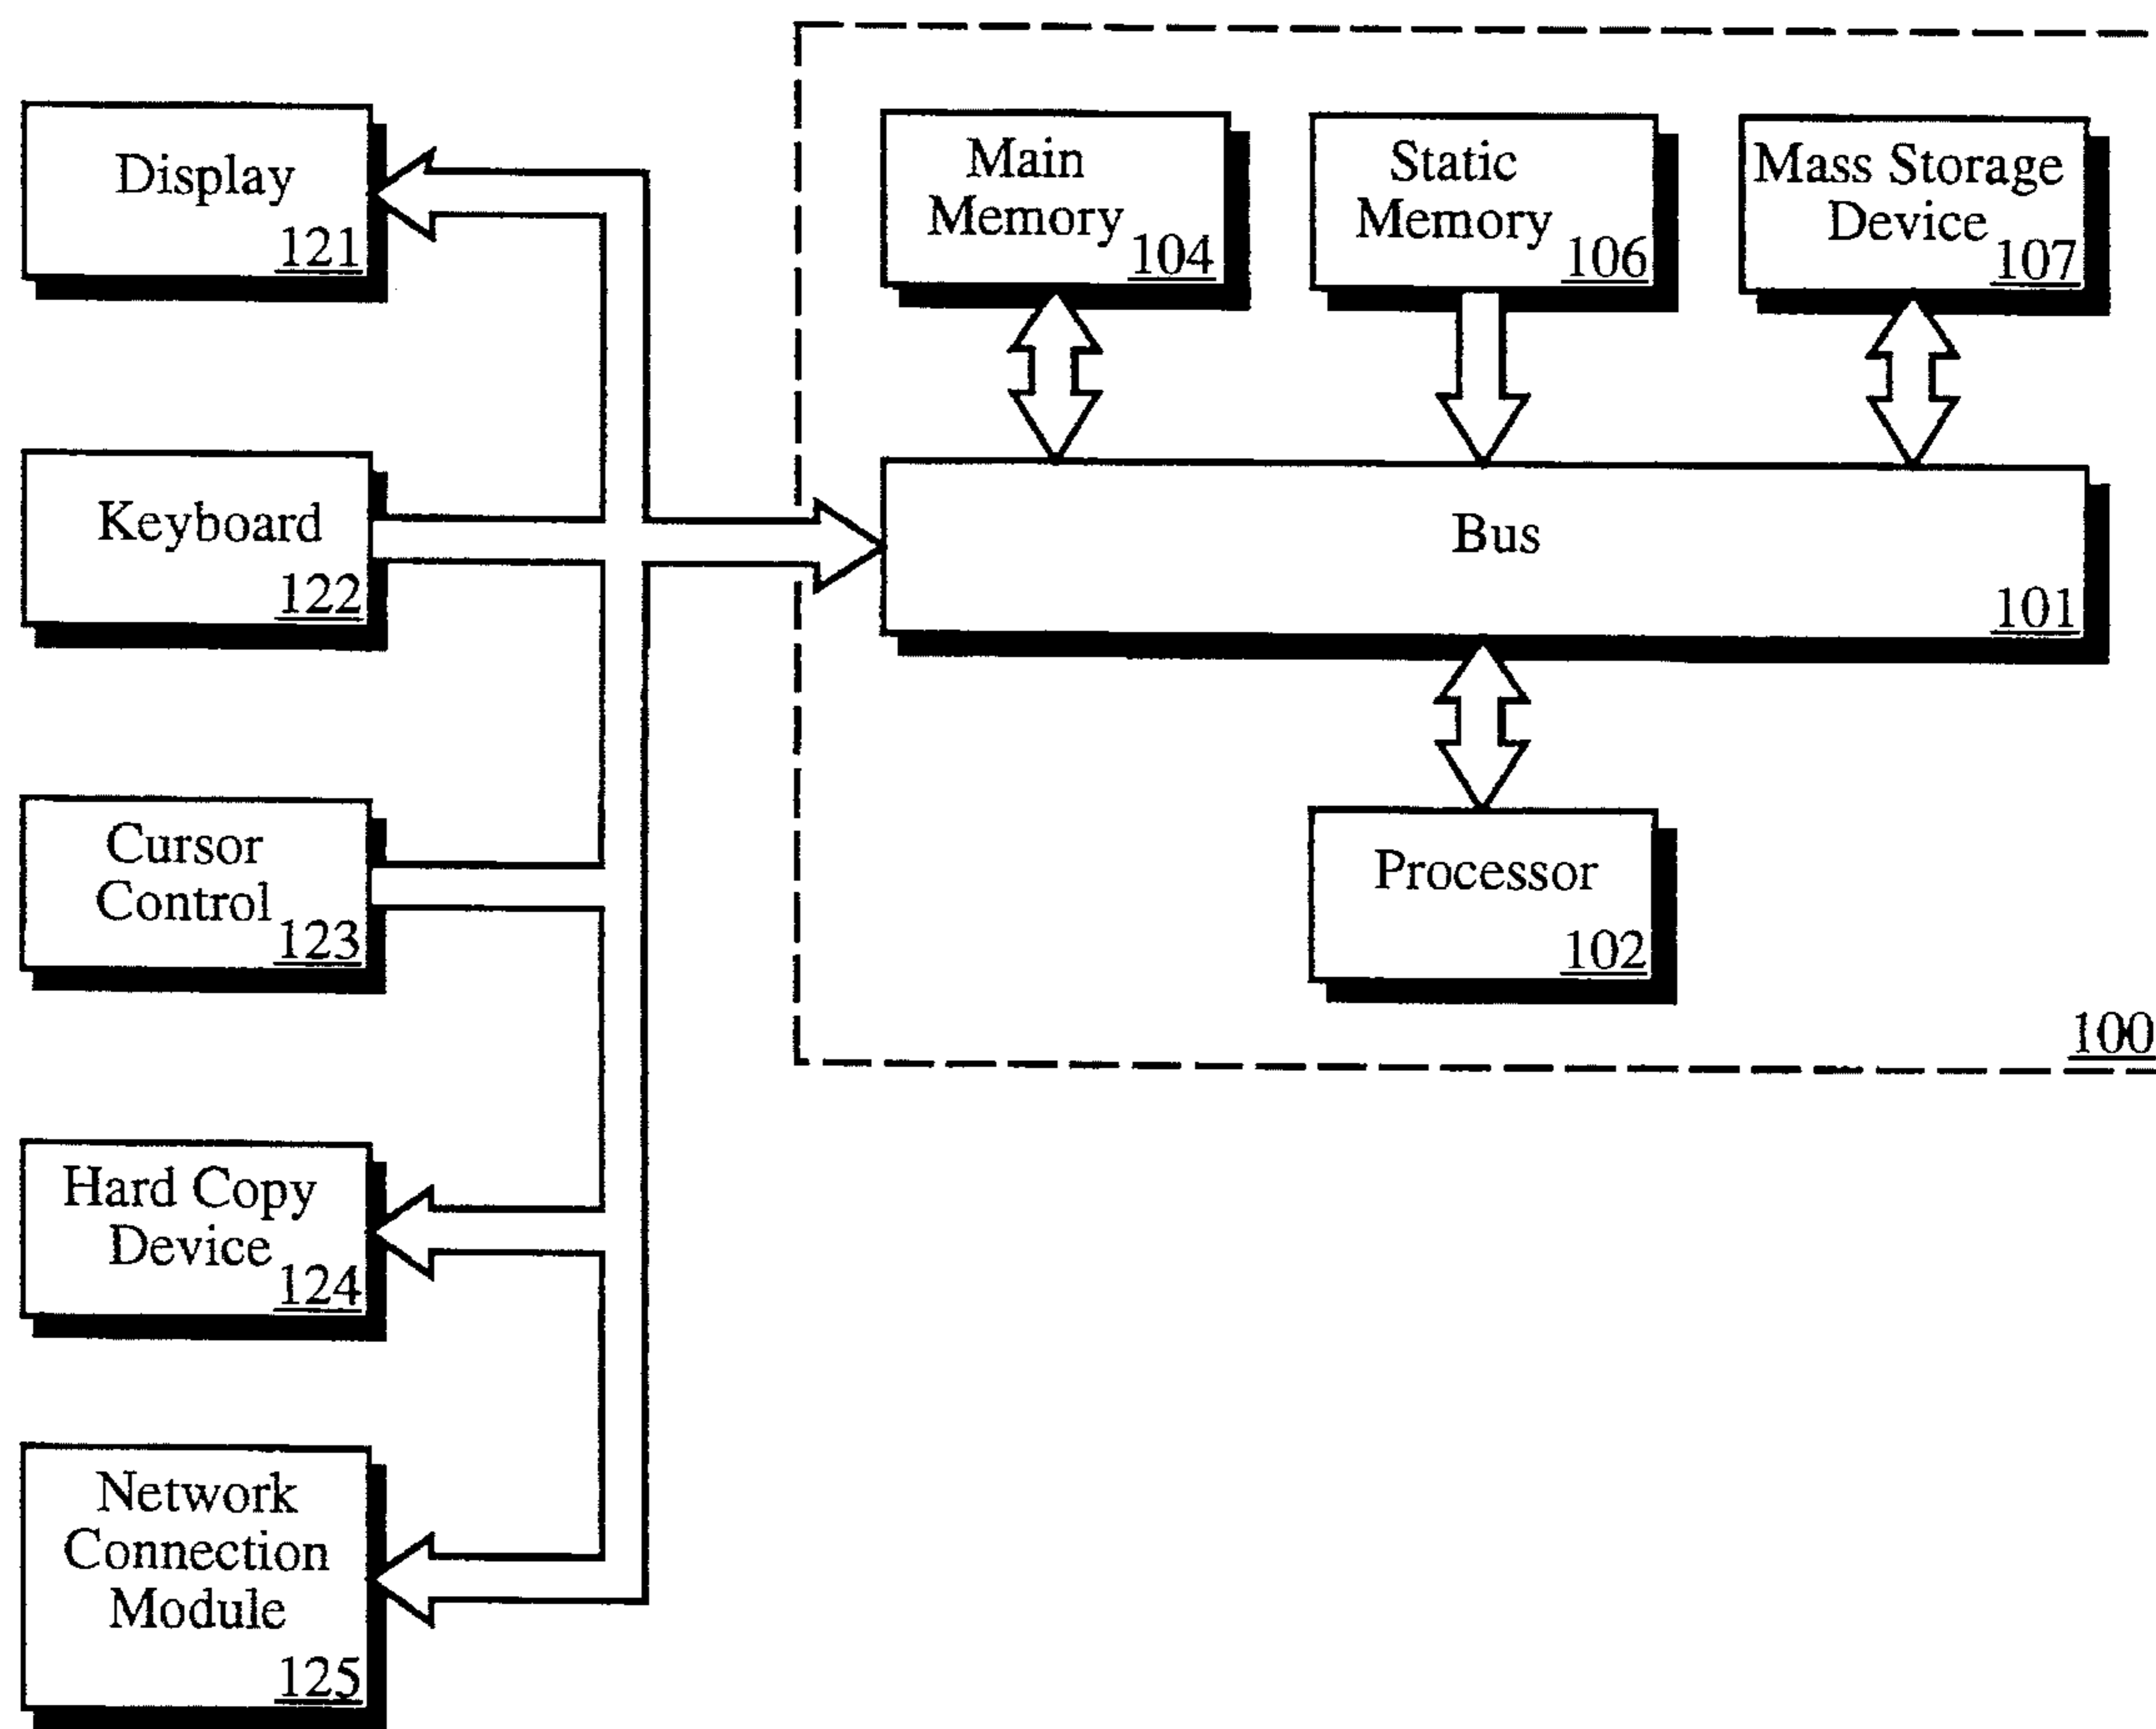 Display
121
Keyboard
122
Cursor
Control
123
Hard Copy
Device
124
Network
Connection
Module
125
Main
Memory
104
Static
Memory
106
Mass Storage
Device
107
Bus
101
Processor
102
100